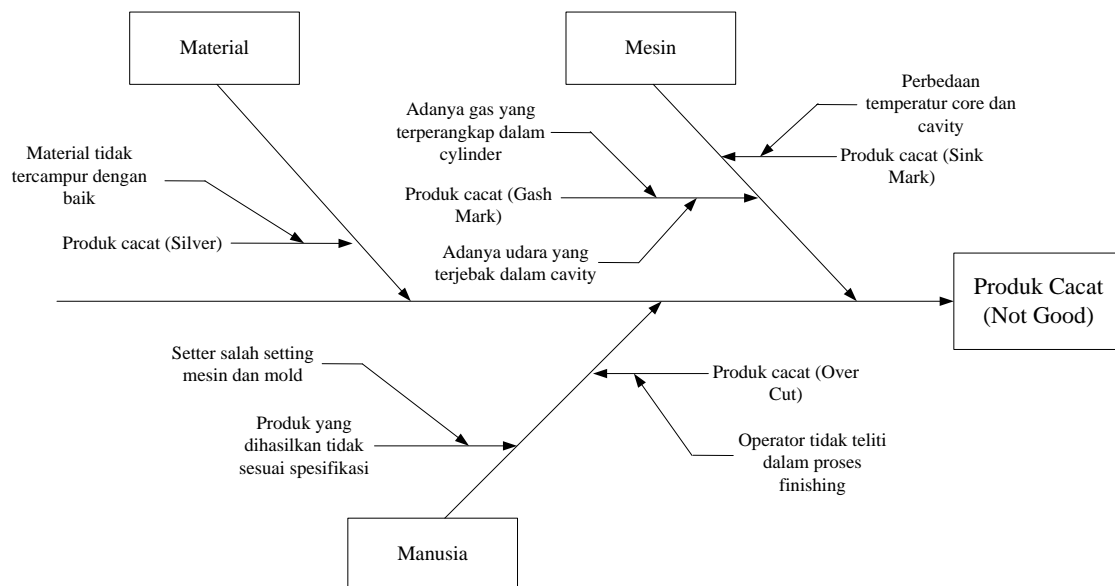 Material
Mesin
Perbedaan
temperatur core dan
cavity
Adanya gas yang
terperangkap dalam
cylinder
Produk cacat (Sink
Mark)
Material tidak
tercampur dengan
baik
Produk cacat (Gash
Mark)
Produk cacat (Silver)
Adanya udara yang
terjebak dalam cavity
Produk Cacat
(Not Good)
Setter salah setting
mesin dan mold
Produk cacat (Over
Cut)
Produk yang
dihasilkan tidak
sesuai spesifikasi
Operator tidak teliti
dalam proses
finishing
Manusia